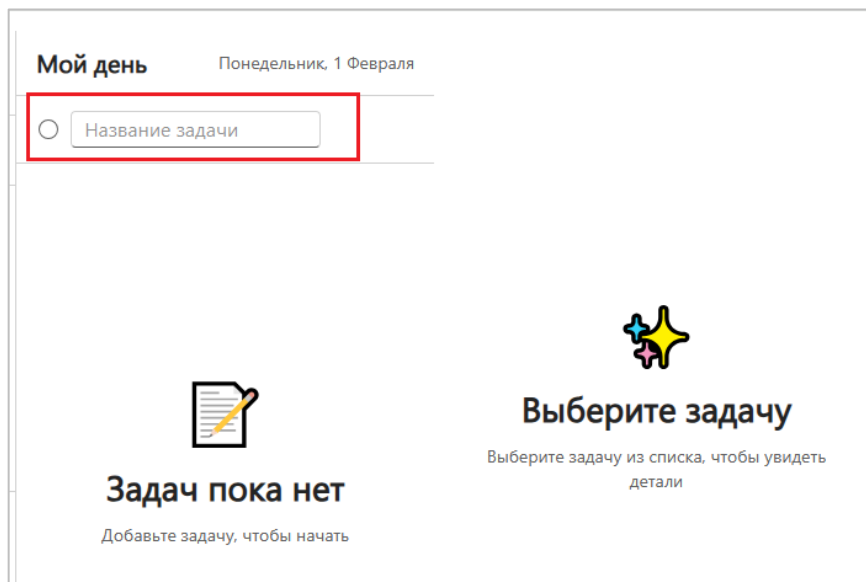 Мой день
Понедельник, 1 Февраля
Название задачи
Задач пока нет
Добавьте задачу, чтобы начать
Выберите задачу
Выберите задачу из списка, чтобы увидеть
детали